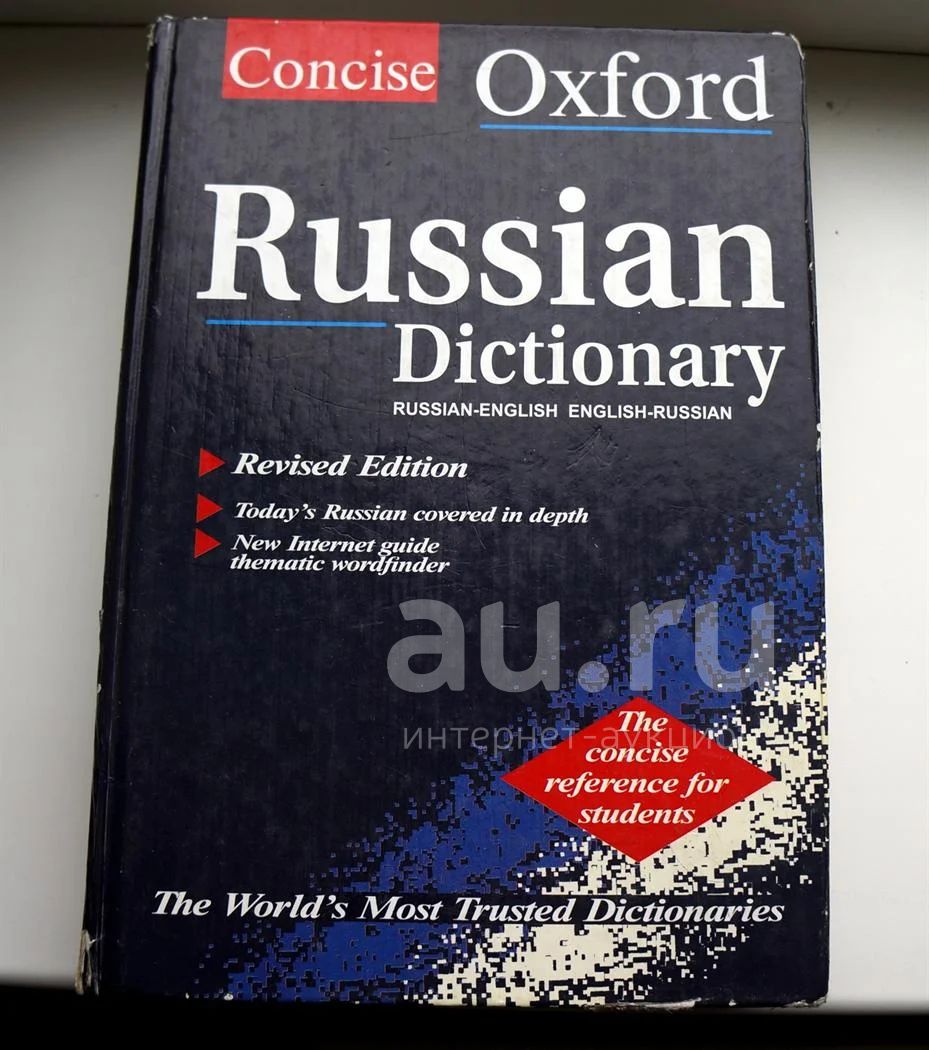 Concise Oxford
Russian
Dictionary
RUSSIAN-ENGLISH ENGLISH-RUSSIAN
Revised Edition
Today's Russian covered in depth
New Internet guide
thematic wordfinder
au.ru
интернет-аукцио
The
concise
reference for
students
The World's Most Trusted Dictionaries